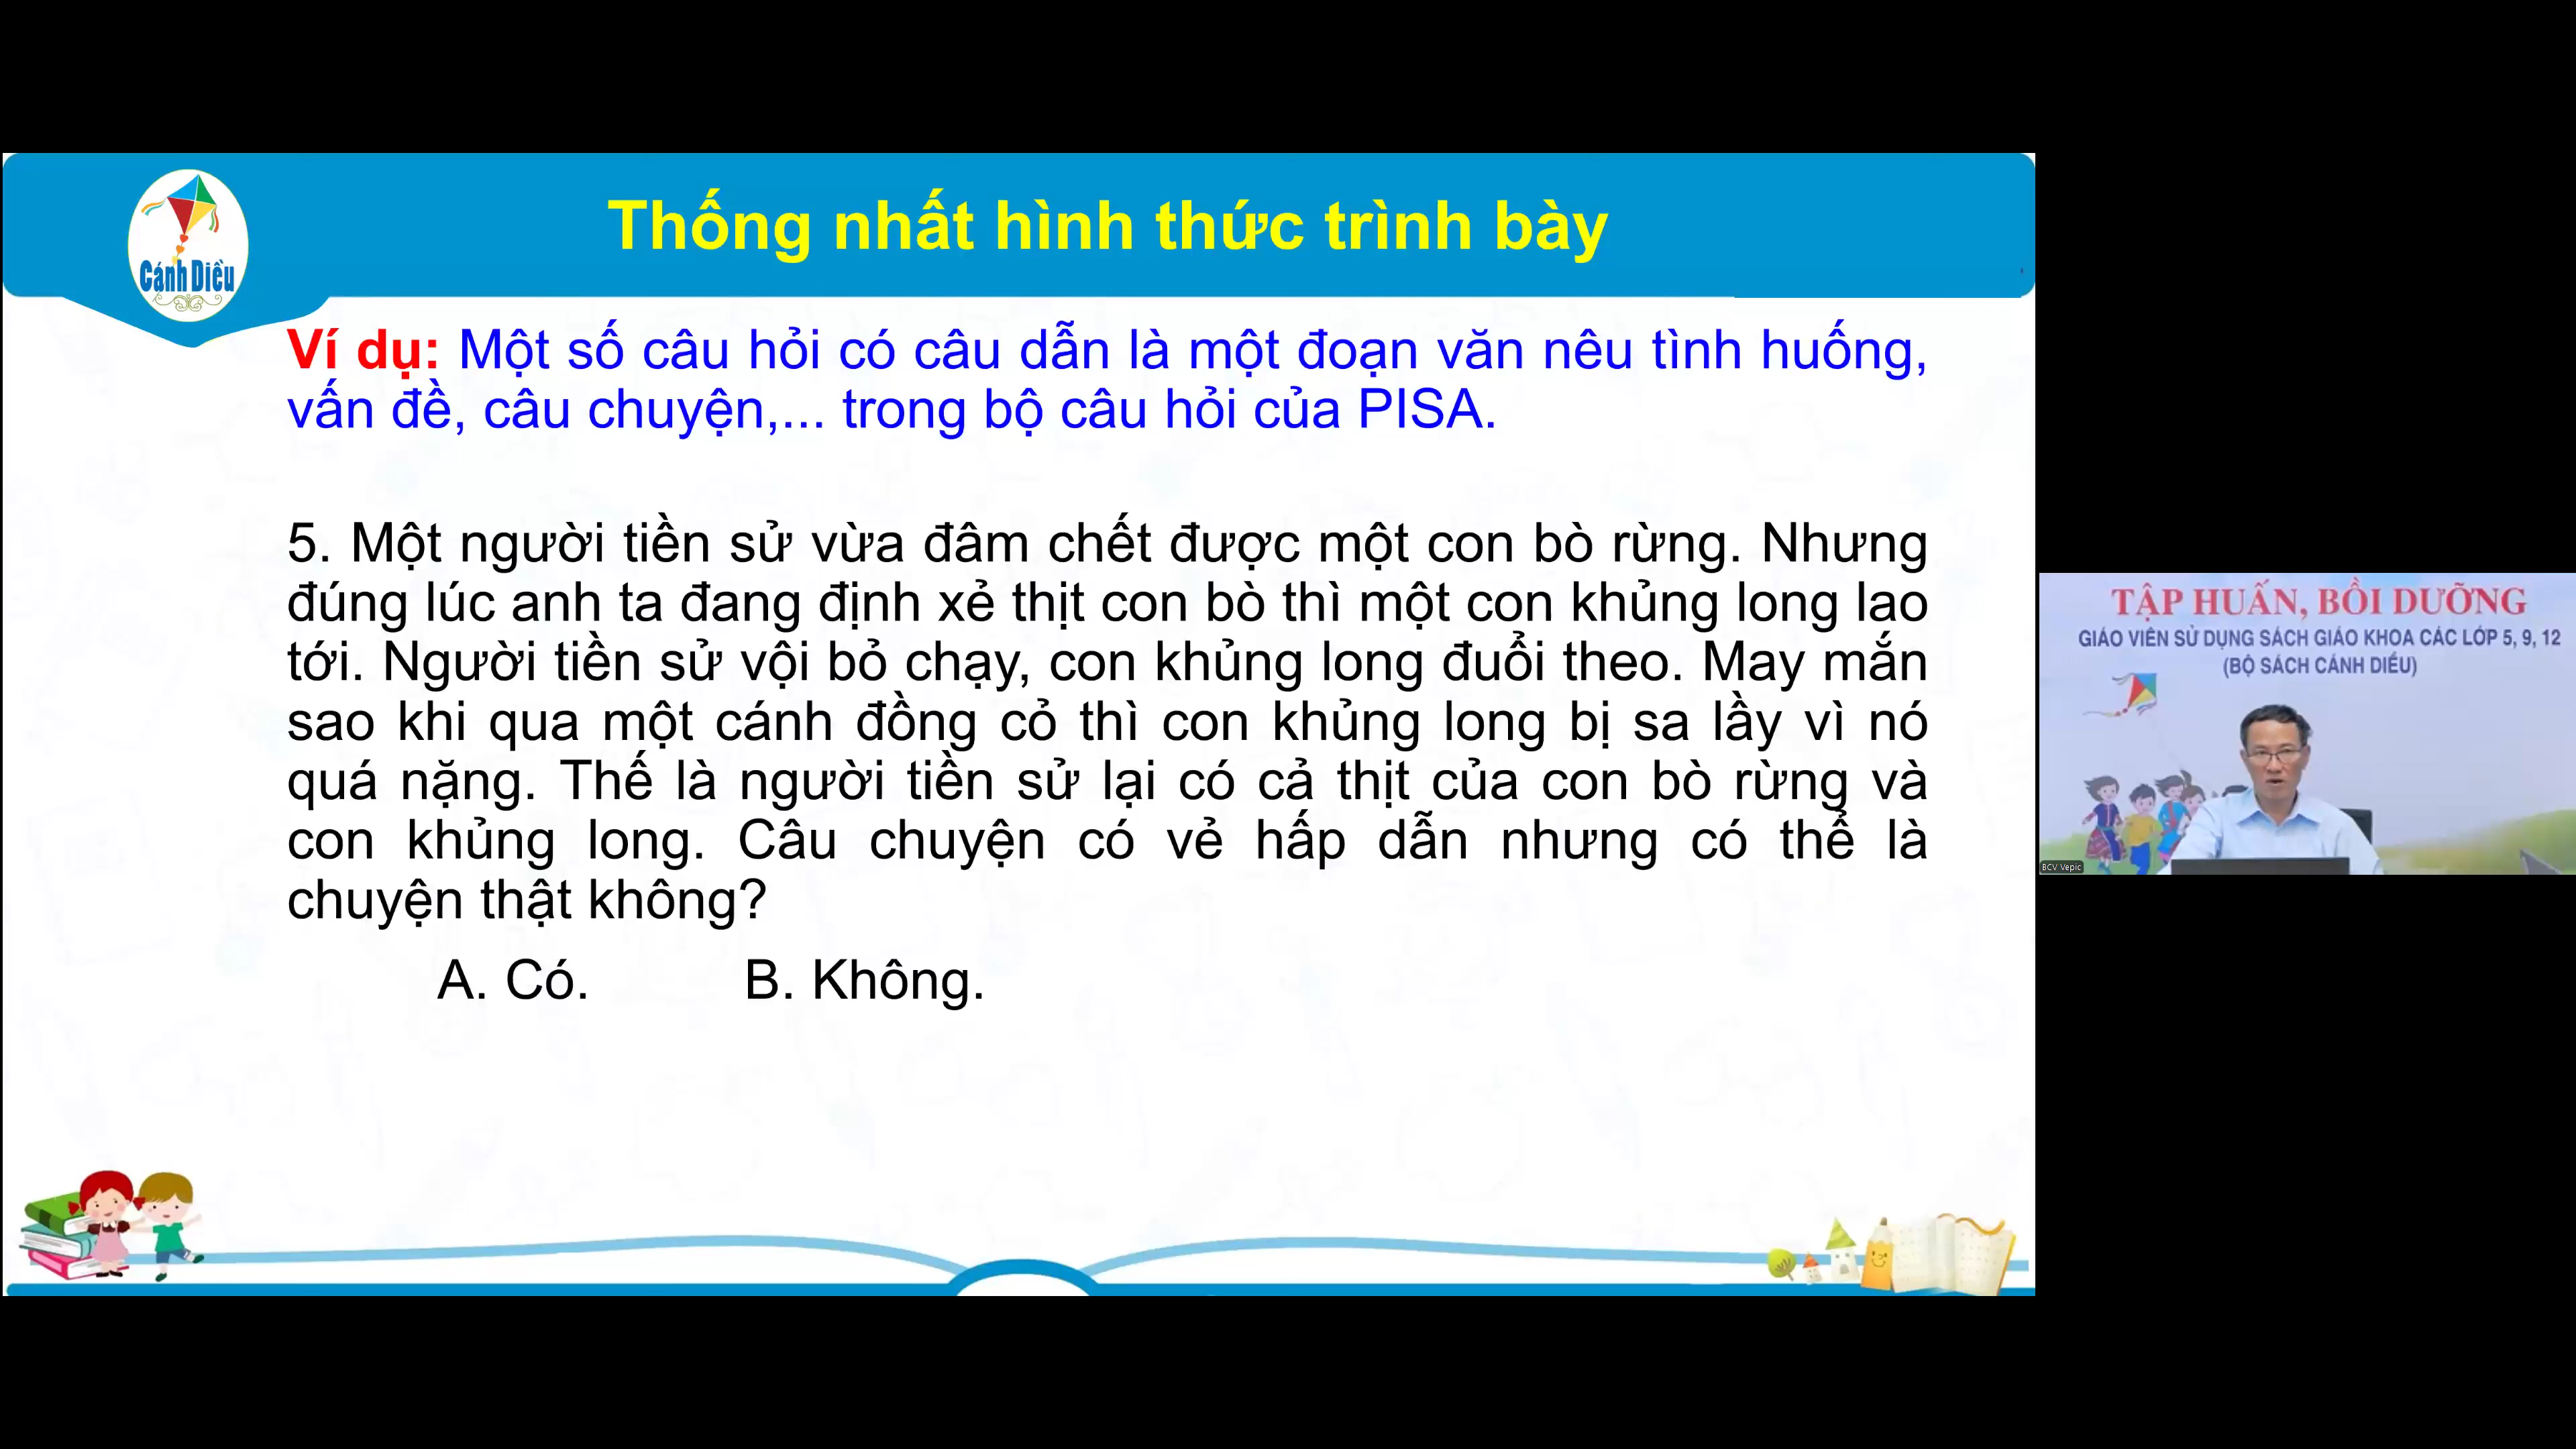 Cánh Diều
Thống nhất hình thức trình bày
Ví dụ: Một số câu hỏi có câu dẫn là một đoạn văn nêu tình huống,
vấn đề, câu chuyện,... trong bộ câu hỏi của PISA.
5. Một người tiền sử vừa đâm chết được một con bò rừng. Nhưng
đúng lúc anh ta đang định xẻ thịt con bò thì một con khủng long lao
tới. Người tiền sử vội bỏ chạy, con khủng long đuổi theo. May mắn
sao khi qua một cánh đồng cỏ thì con khủng long bị sa lầy vì nó
quá nặng. Thế là người tiền sử lại có cả thịt của con bò rừng và
con khủng long. Câu chuyện có vẻ hấp dẫn nhưng có thể là
chuyện thật không?
A. Có. B. Không.
TẬP HUẤN, BỒI DƯỠNG
GIÁO VIÊN SỬ DỤNG SÁCH GIÁO KHOA CÁC LỚP 5, 9, 12
(BỘ SÁCH CÁNH DIỀU)
BCV Vepic